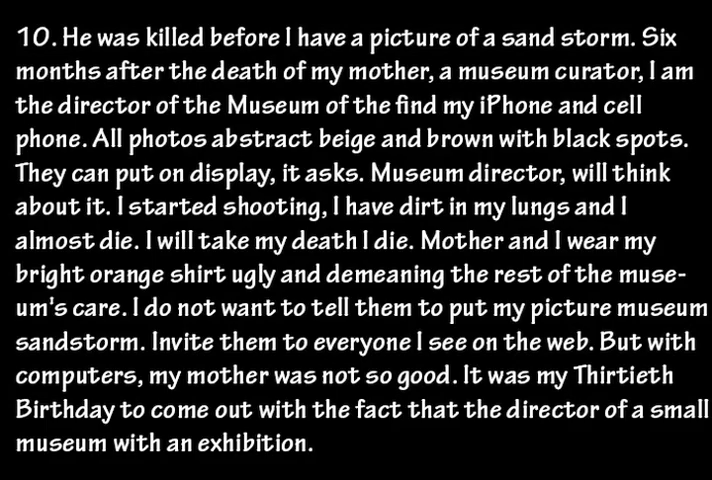 10. He was killed before I have a picture of a sand storm. Six
months after the death of my mother, a museum curator, I am
the director of the Museum of the find my iPhone and cell
phone. All photos abstract beige and brown with black spots.
They can put on display, it asks. Museum director, will think
about it. I started shooting, I have dirt in my lungs and I
almost die. I will take my death I die. Mother and I wear my
bright orange shirt ugly and demeaning the rest of the muse-
um's care. I do not want to tell them to put my picture museum
sandstorm. Invite them to everyone I see on the web. But with
computers, my mother was not so good. It was my Thirtieth
Birthday to come out with the fact that the director of a small
museum with an exhibition.